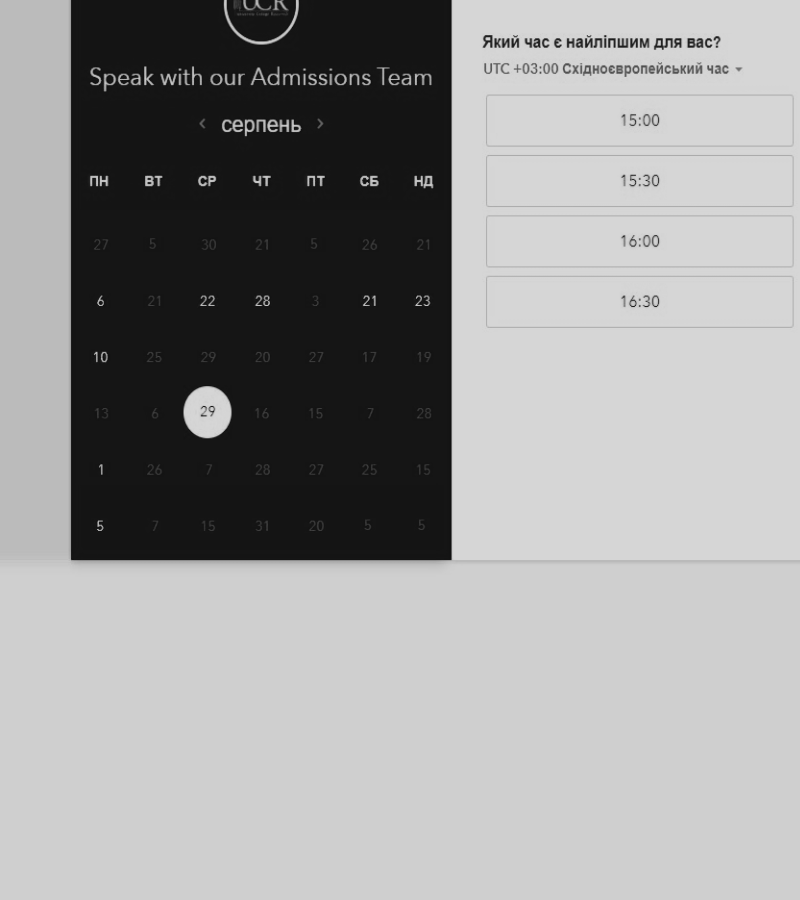 UCR
Speak with our Admissions Team
серпень
ПН ВТ СР ЧТ ПТ СБ НД
27 5 30 21 5 26 21
6 21 22 28 3 21 23
10 25 29 20 27 17 19
13 6 29 16 15 7 28
1 26 7 28 27 25 15
5 7 15 31 20 5 5
Який час є найліпшим для вас?
UTC +03:00 Східноєвропейський час
15:00
15:30
16:00
16:30